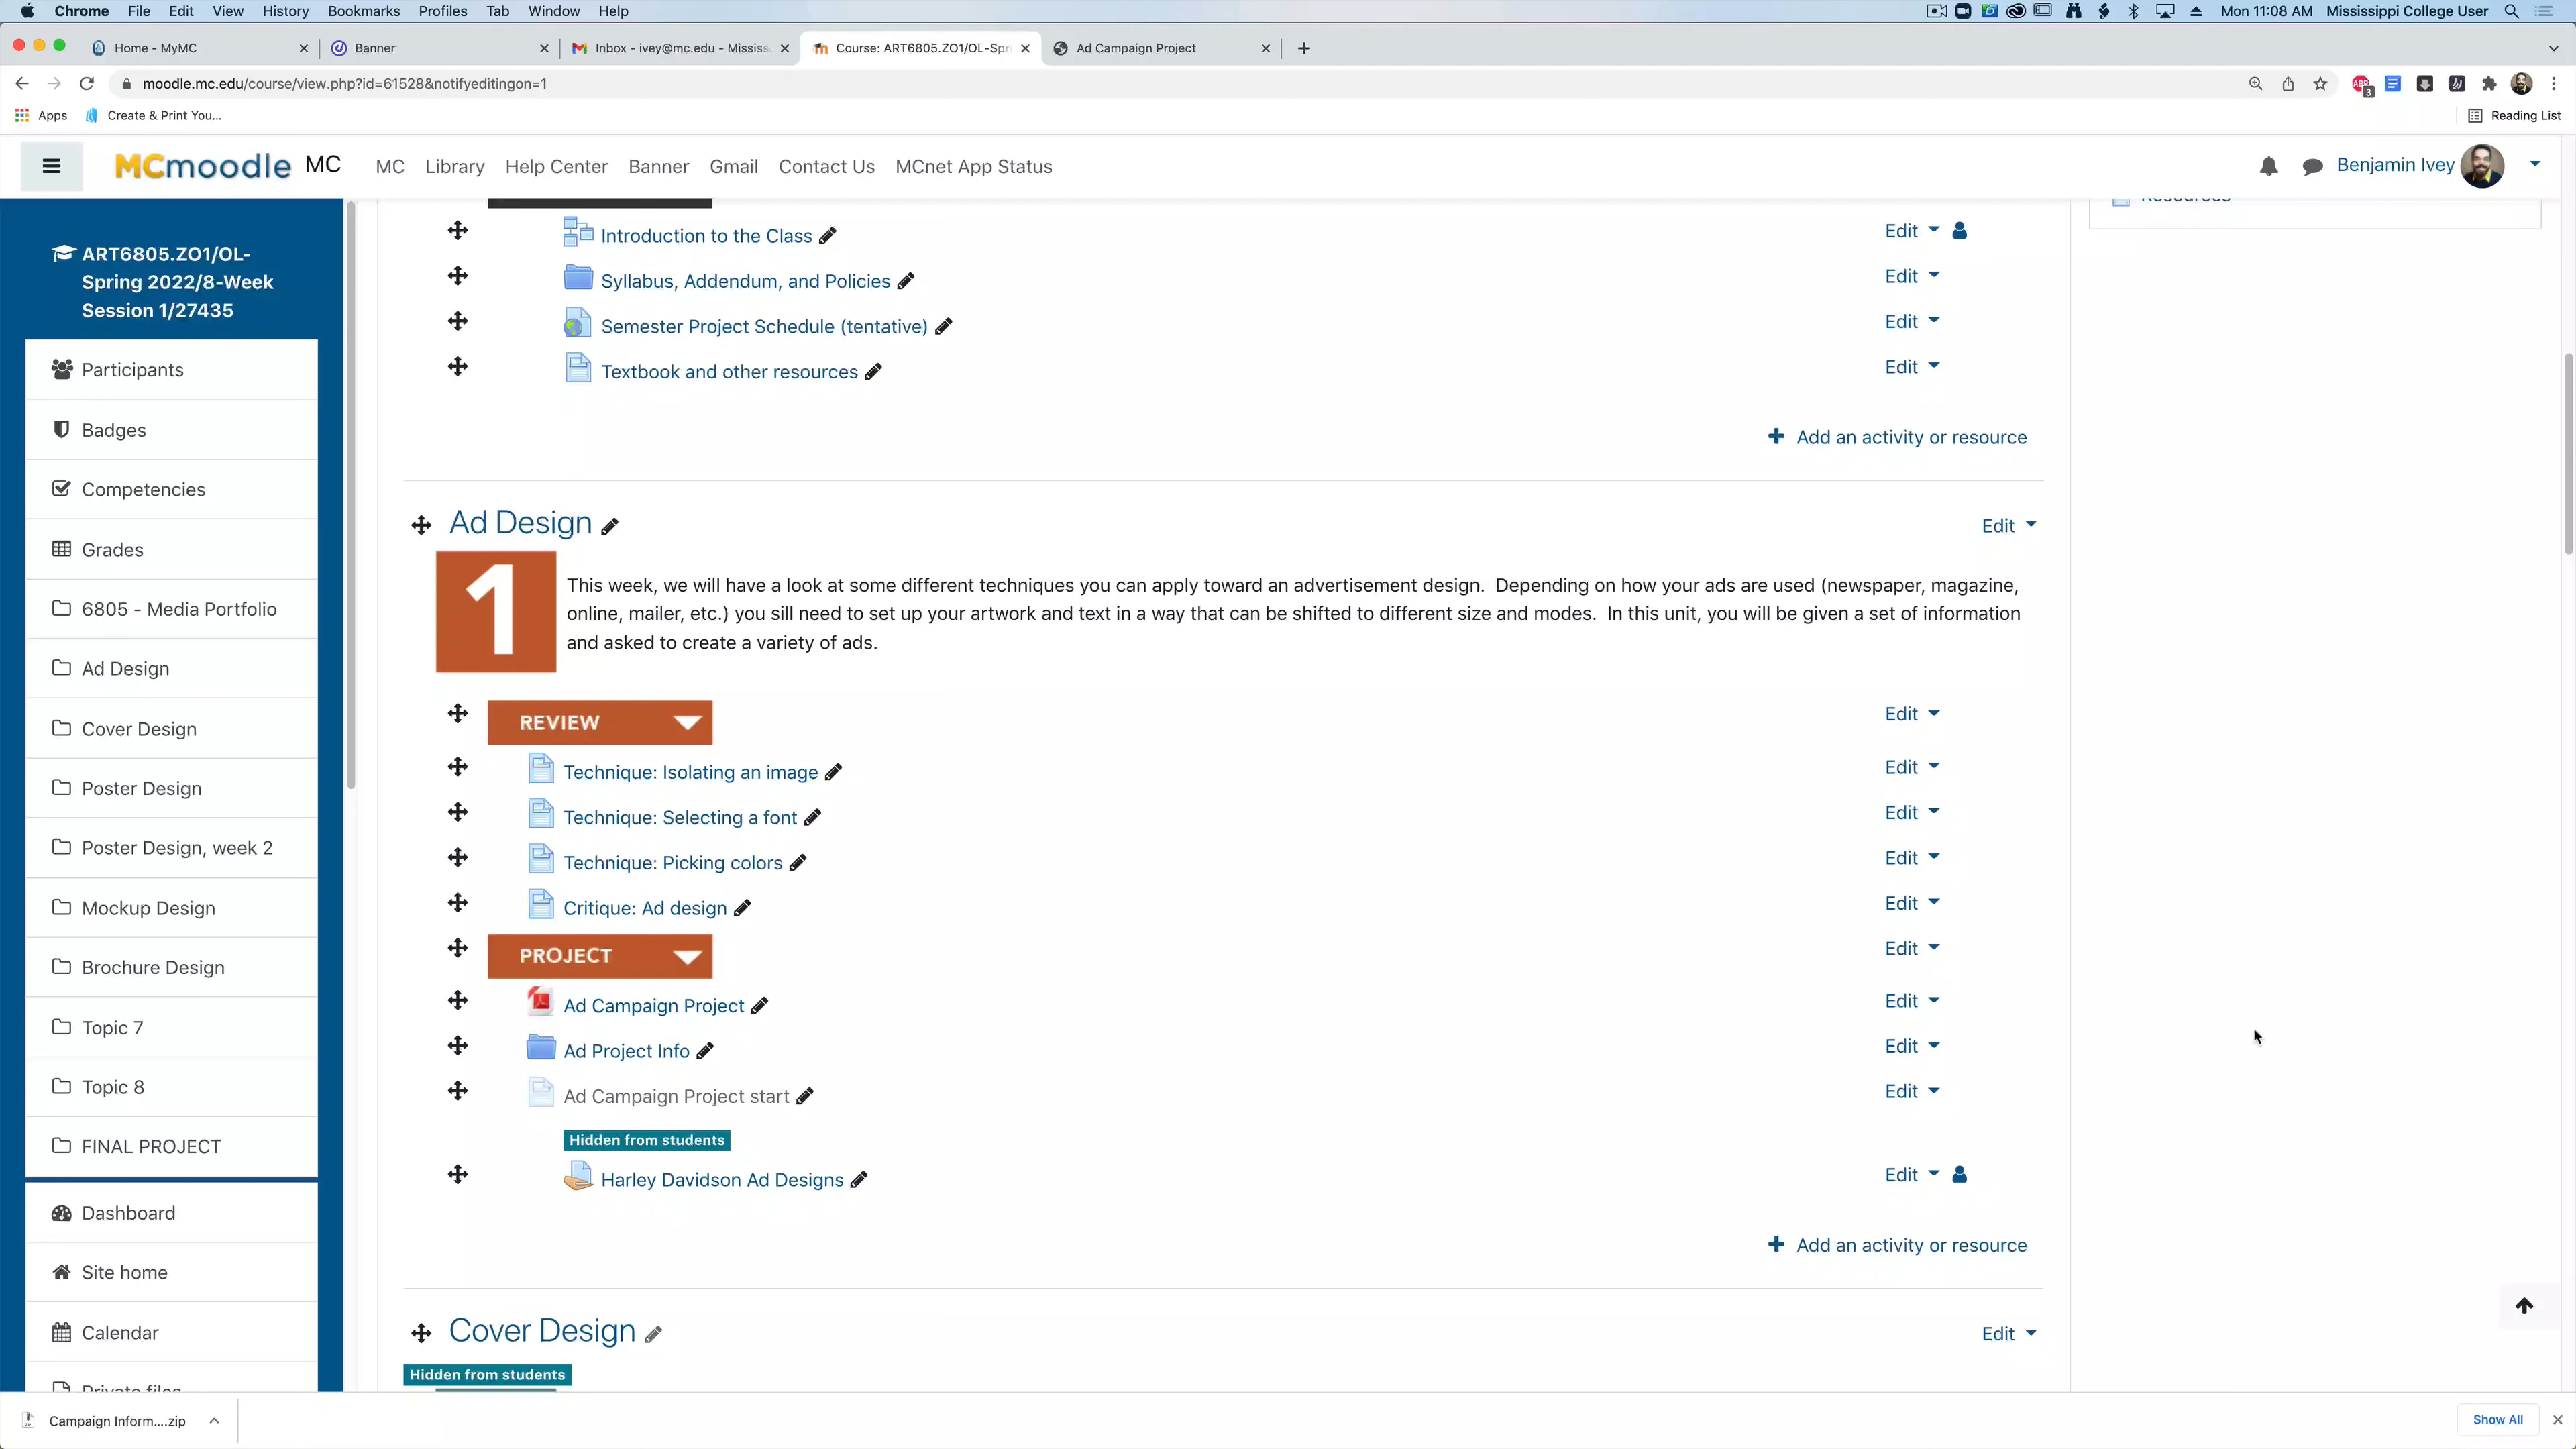 Chrome File Edit View History Bookmarks Profiles Tab Window Help
Mon 11:08 AM Mississippi College User
Home - MyMC
Banner
Inbox - ivey@mc.edu - Mississ
Course: ART6805.ZO1/OL-Spr
Ad Campaign Project
moodle.mc.edu/course/view.php?id=61528&notifyeditingon=1
ABP
3
Apps
Create & Print You...
Reading List
MCmoodle MC
MC Library Help Center Banner Gmail Contact Us MCnet App Status
Benjamin Ivey
Resources
ART6805.ZO1/OL-
Spring 2022/8-Week
Session 1/27435
Participants
Badges
Competencies
Grades
6805 - Media Portfolio
Ad Design
Cover Design
Poster Design
Poster Design, week 2
Mockup Design
Brochure Design
Topic 7
Topic 8
FINAL PROJECT
Dashboard
Site home
Calendar
Private files
Introduction to the Class
Edit
Syllabus, Addendum, and Policies
Edit
Semester Project Schedule (tentative)
Edit
Textbook and other resources
Edit
Add an activity or resource
Ad Design
Edit
1
This week, we will have a look at some different techniques you can apply toward an advertisement design. Depending on how your ads are used (newspaper, magazine,
online, mailer, etc.) you sill need to set up your artwork and text in a way that can be shifted to different size and modes. In this unit, you will be given a set of information
and asked to create a variety of ads.
REVIEW
Edit
Technique: Isolating an image
Edit
Technique: Selecting a font
Edit
Technique: Picking colors
Edit
Critique: Ad design
Edit
PROJECT
Edit
Ad Campaign Project
Edit
Ad Project Info
Edit
Ad Campaign Project start
Edit
Hidden from students
Harley Davidson Ad Designs
Edit
Add an activity or resource
Cover Design
Edit
Hidden from students
Campaign Inform....zip
Show All